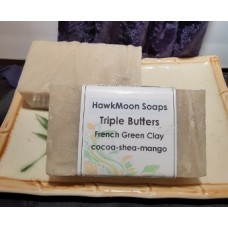 HawkMoon Soaps
Triple Butters
French Green Clay
cocoa-shea-mango